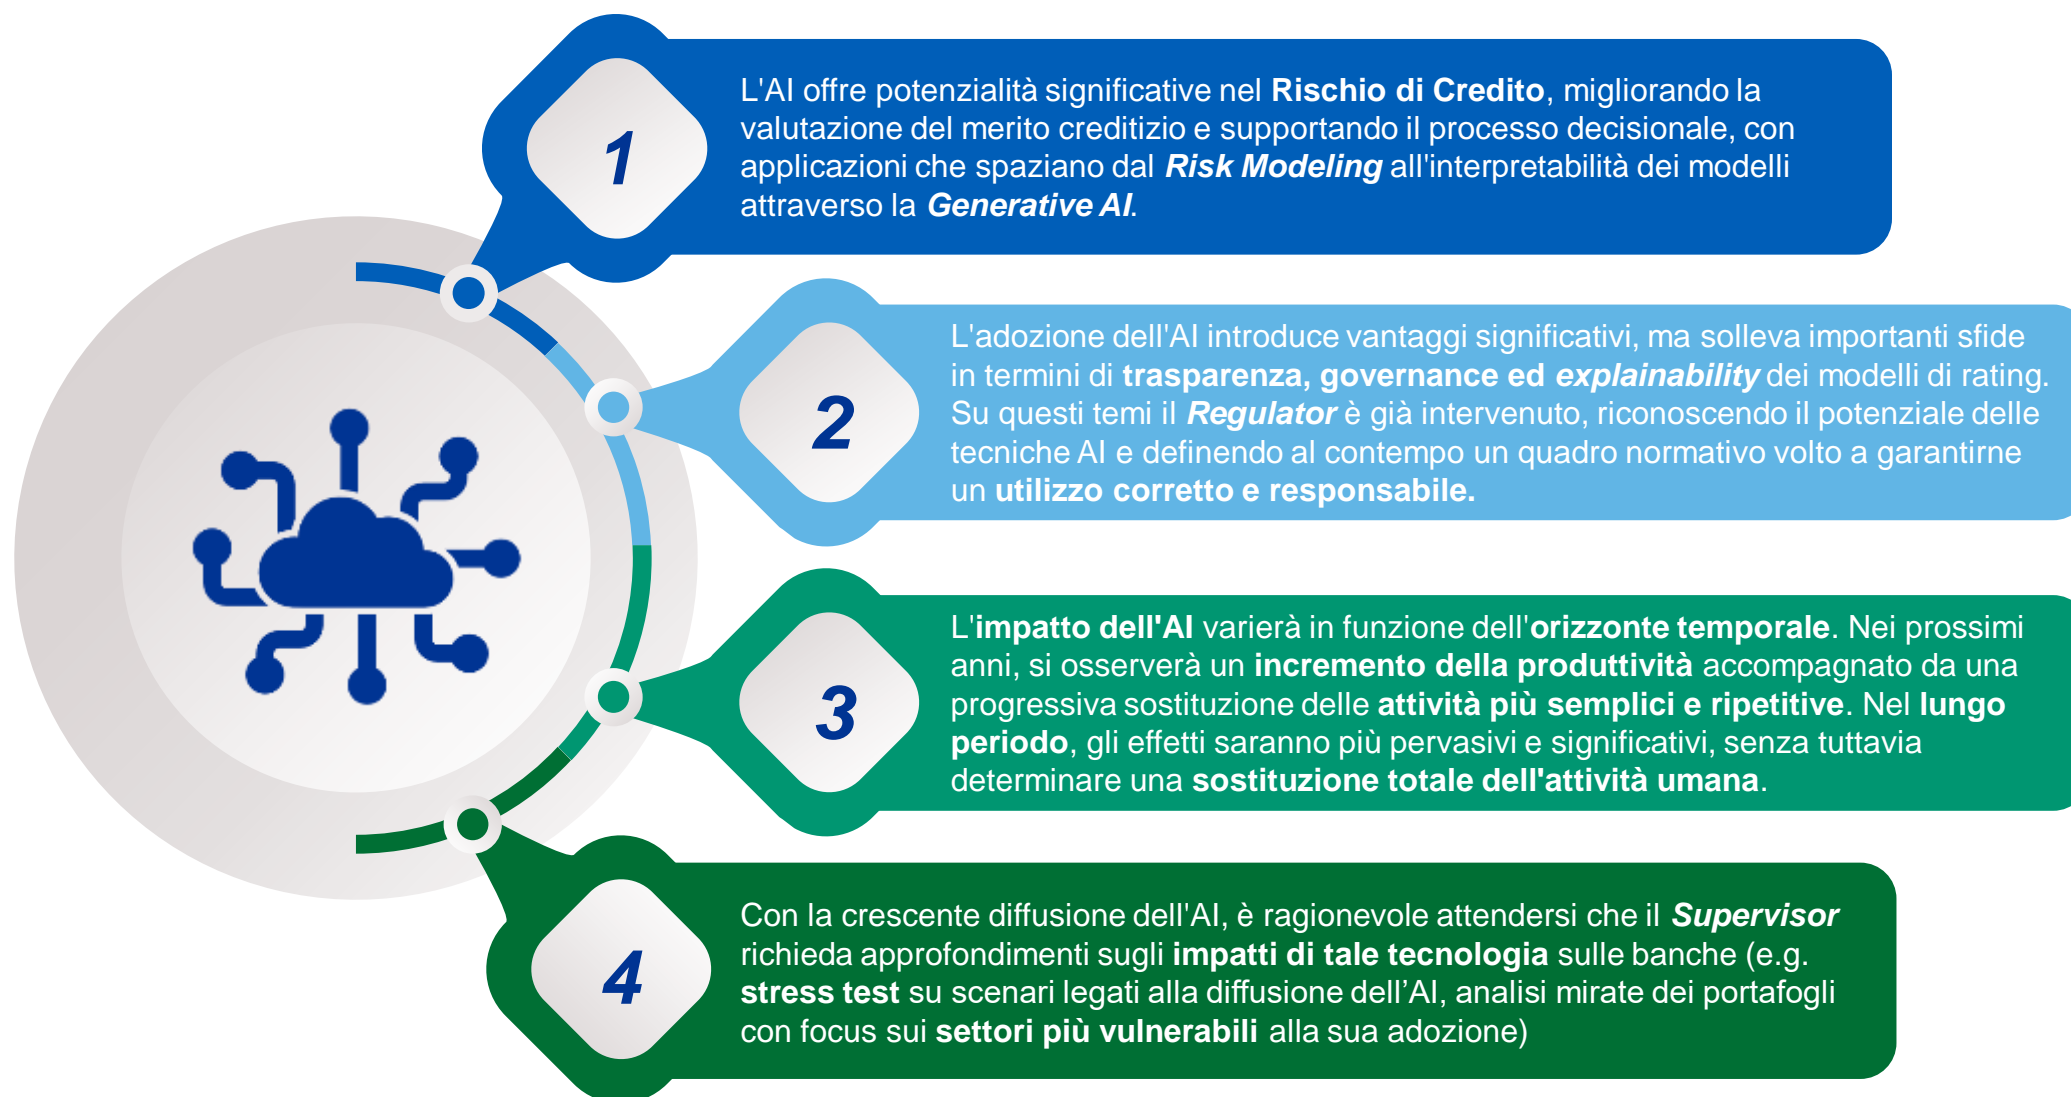 1
L'AI offre potenzialità significative nel Rischio di Credito, migliorando la
valutazione del merito creditizio e supportando il processo decisionale, con
applicazioni che spaziano dal Risk Modeling all'interpretabilità dei modelli
attraverso la Generative AI.
2
L'adozione dell'AI introduce vantaggi significativi, ma solleva importanti sfide
in termini di trasparenza, governance ed explainability dei modelli di rating.
Su questi temi il Regulator è già intervenuto, riconoscendo il potenziale delle
tecniche AI e definendo al contempo un quadro normativo volto a garantirne
un utilizzo corretto e responsabile.
3
L'impatto dell'AI varierà in funzione dell'orizzonte temporale. Nei prossimi
anni, si osserverà un incremento della produttività accompagnato da una
progressiva sostituzione delle attività più semplici e ripetitive. Nel lungo
periodo, gli effetti saranno più pervasivi e significativi, senza tuttavia
determinare una sostituzione totale dell'attività umana.
4
Con la crescente diffusione dell'AI, è ragionevole attendersi che il Supervisor
richieda approfondimenti sugli impatti di tale tecnologia sulle banche (e.g.
stress test su scenari legati alla diffusione dell’AI, analisi mirate dei portafogli
con focus sui settori più vulnerabili alla sua adozione)